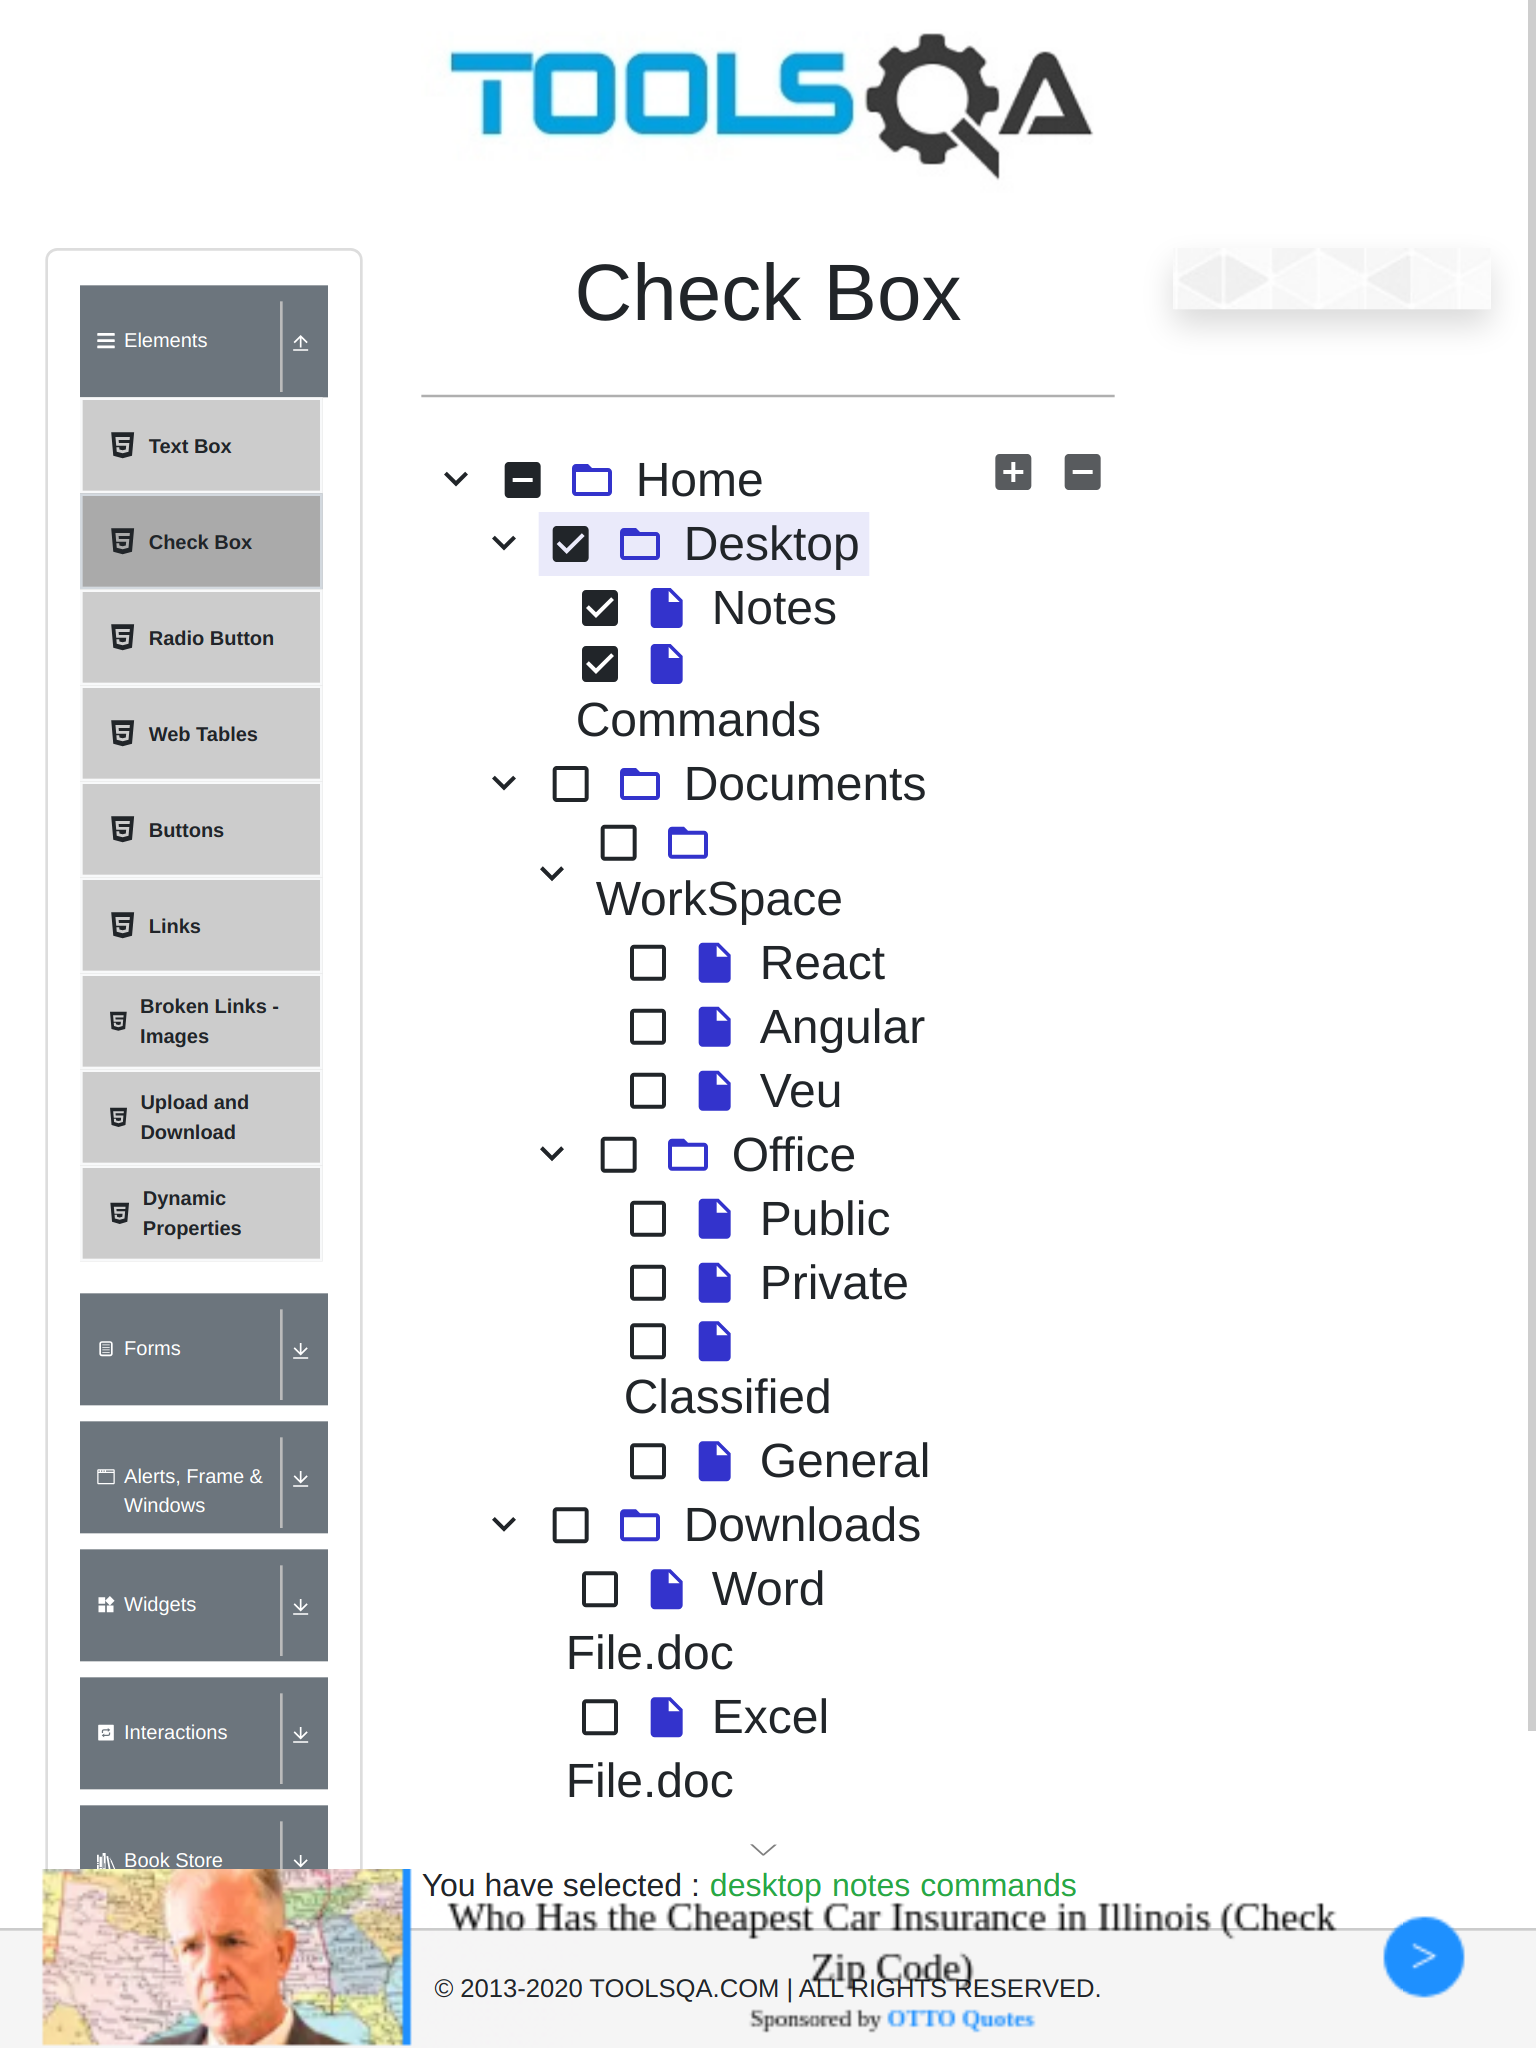 TOOLSQA
Check Box
Elements
Text Box
Check Box
Radio Button
Web Tables
Buttons
Links
Broken Links -
Images
Upload and
Download
Dynamic
Properties
Forms
Alerts, Frame &
Windows
Widgets
Interactions
Book Store
Home
Desktop
Notes
Commands
Documents
WorkSpace
React
Angular
Veu
Office
Public
Private
Classified
General
Downloads
Word
File.doc
Excel
File.doc
You have selected : desktop notes commands
Who Has the Cheapest Car Insurance in Illinois (Check
Zip Code)
© 2013-2020 TOOLSQA.COM | ALL RIGHTS RESERVED.
Sponsored by OTTO Quotes